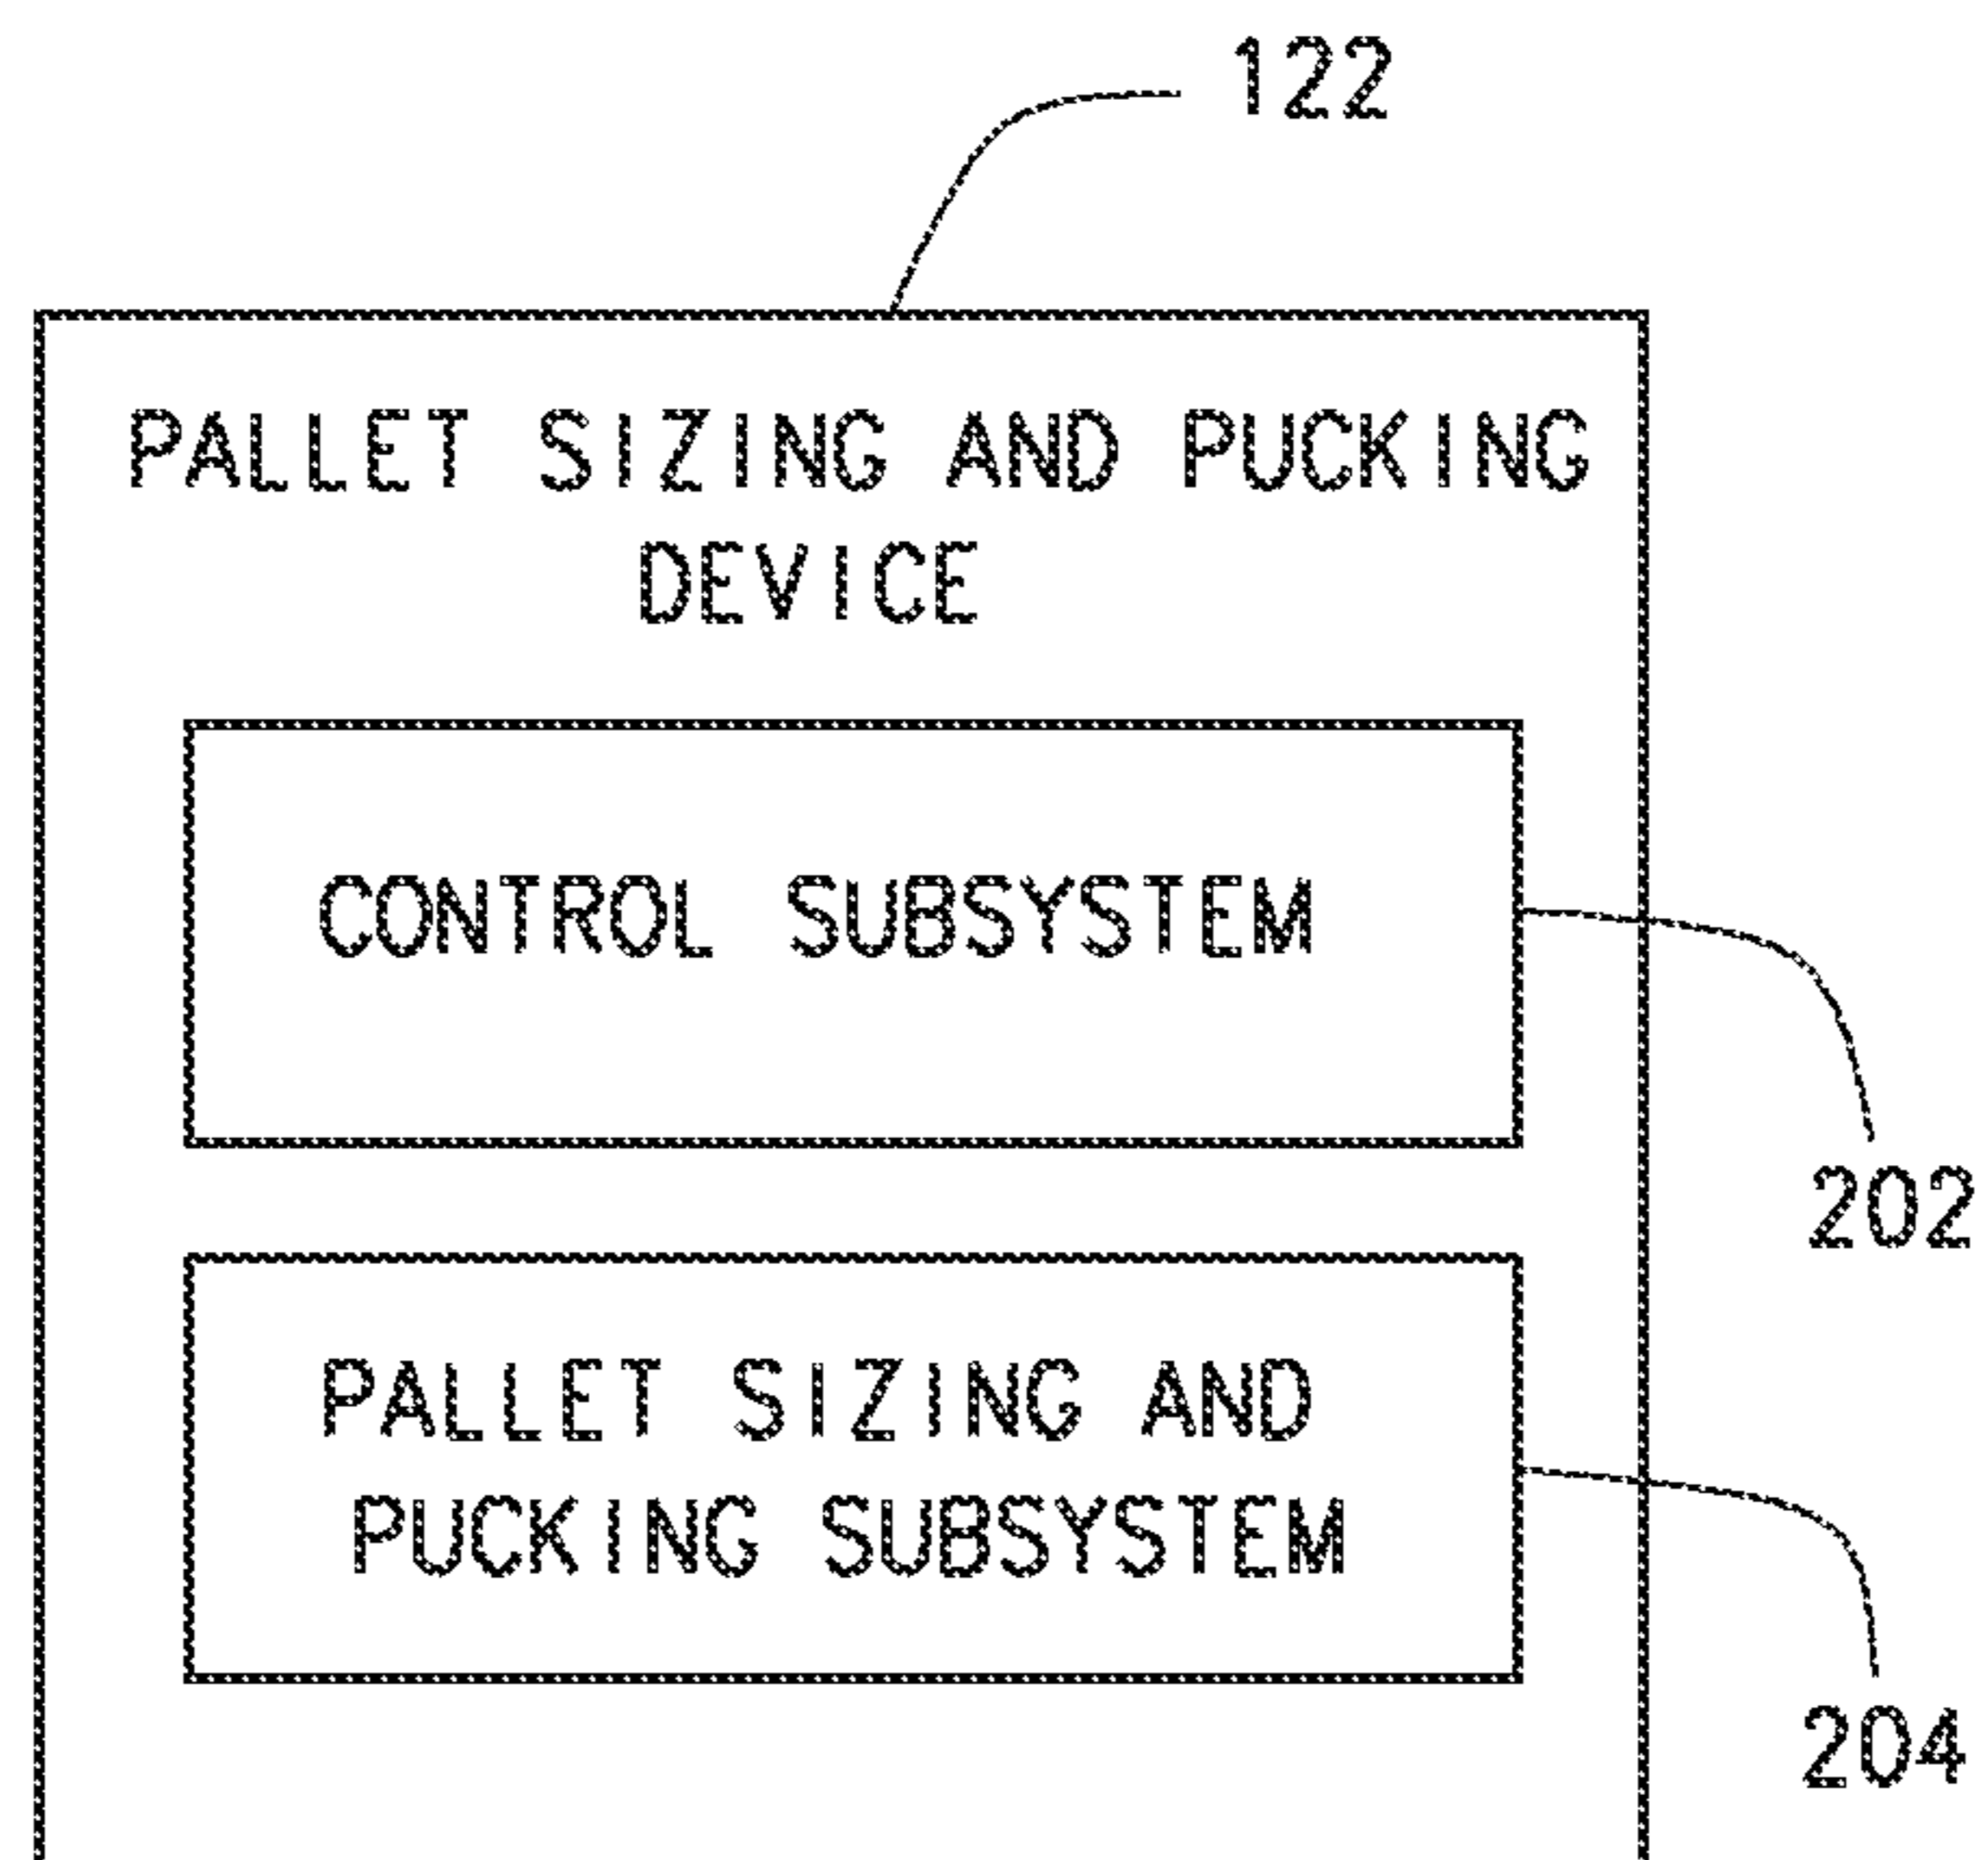 122
PALLET SIZING AND PUCKING
DEVICE
CONTROL SUBSYSTEM
202
PALLET SIZING AND
PUCKING SUBSYSTEM
204